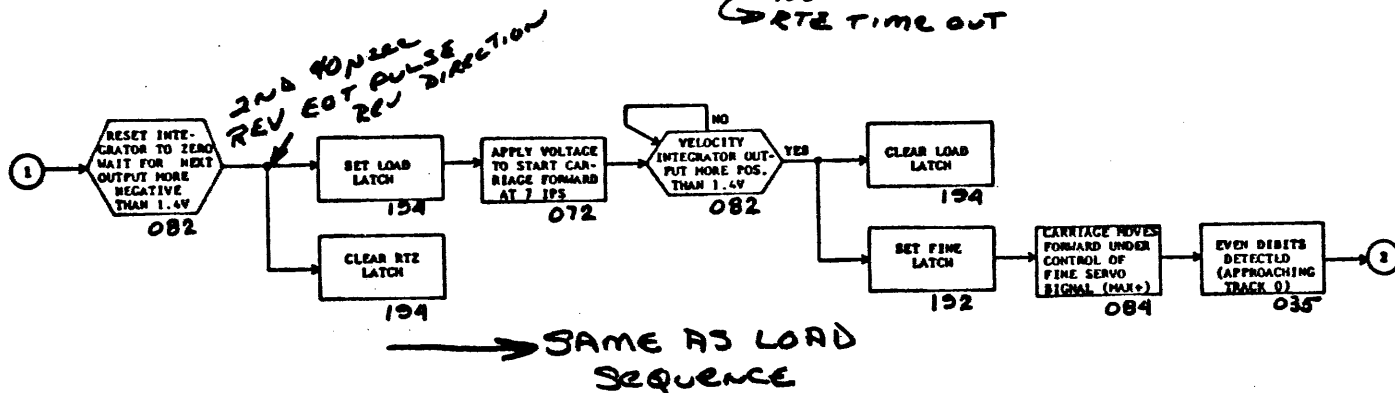 RTZ TIME OUT
2ND 40 µsec
REV EOT PULSE
REV DIRECTION
1
RESET INTE-
GRATOR TO ZERO
WAIT FOR NEXT
OUTPUT MORE
NEGATIVE
THAN 1.4V
082
SET LOAD
LATCH
194
CLEAR RTZ
LATCH
194
APPLY VOLTAGE
TO START CAR-
RIAGE FORWARD
AT 7 IPS
072
NO
VELOCITY
INTEGRATOR OUT-
PUT MORE POS.
THAN 1.4V
082
YES
CLEAR LOAD
LATCH
194
SET FINE
LATCH
192
CARRIAGE MOVES
FORWARD UNDER
CONTROL OF
FINE SERVO
SIGNAL (MAX+)
084
EVEN DIBITS
DETECTED
(APPROACHING
TRACK 0)
035
2
SAME AS LOAD
SEQUENCE